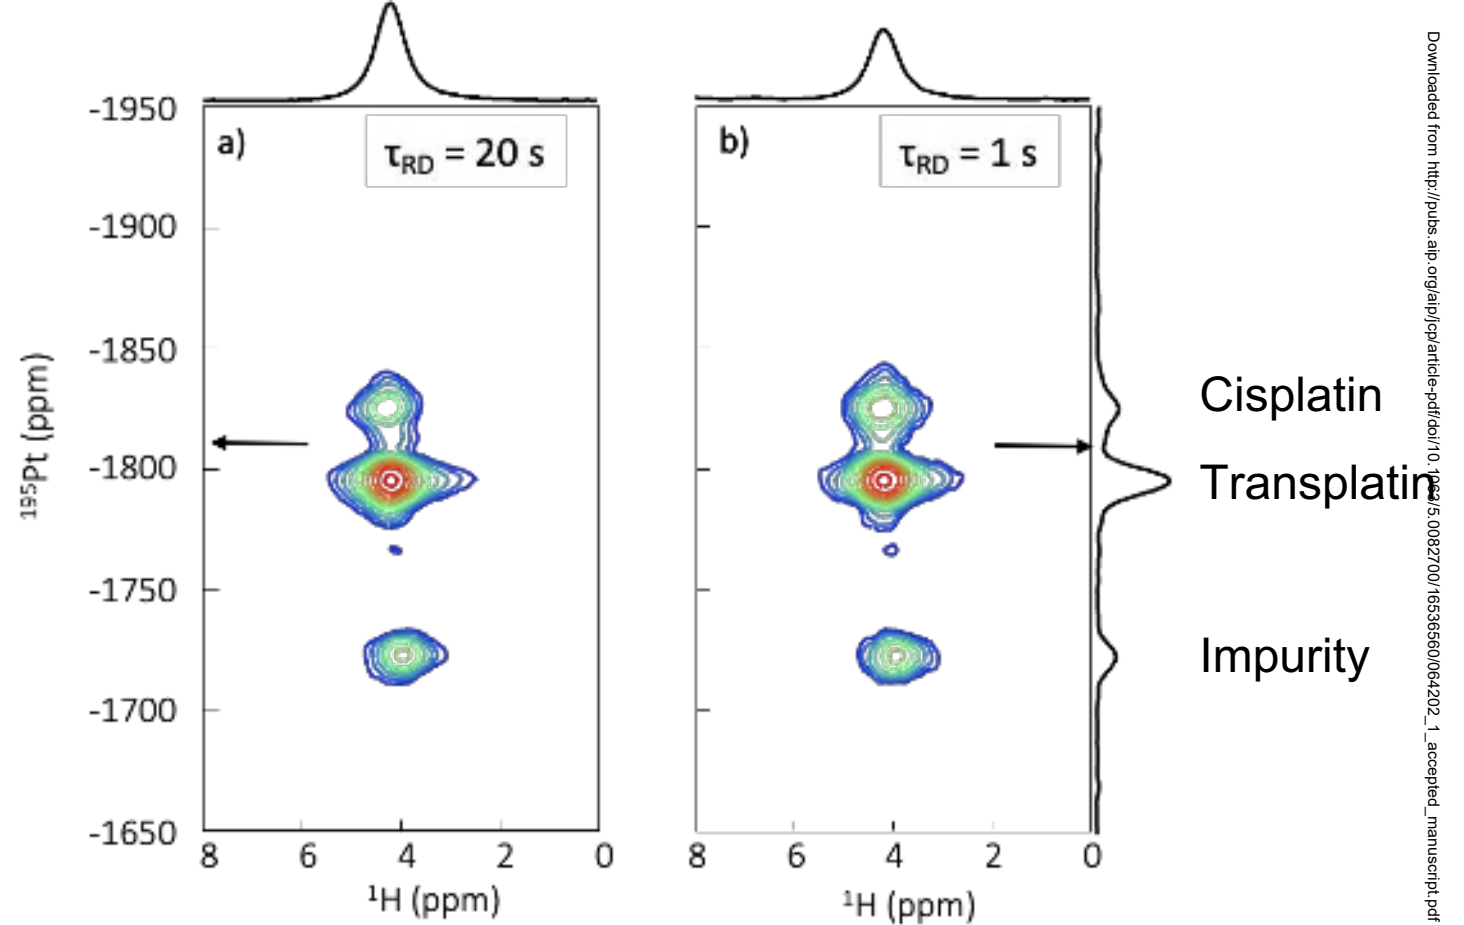 a)
τRD = 20 s
b)
τRD = 1 s
-1950
-1900
-1850
-1800
-1750
-1700
-1650
195Pt (ppm)
8 6 4 2 0
1H (ppm)
8 6 4 2 0
1H (ppm)
Cisplatin
Transplatin
Impurity
Downloaded from http://pubs.aip.org/aip/jcp/article-pdf/doi/10.1063/5.0082700/16536560/064202_1_accepted_manuscript.pdf